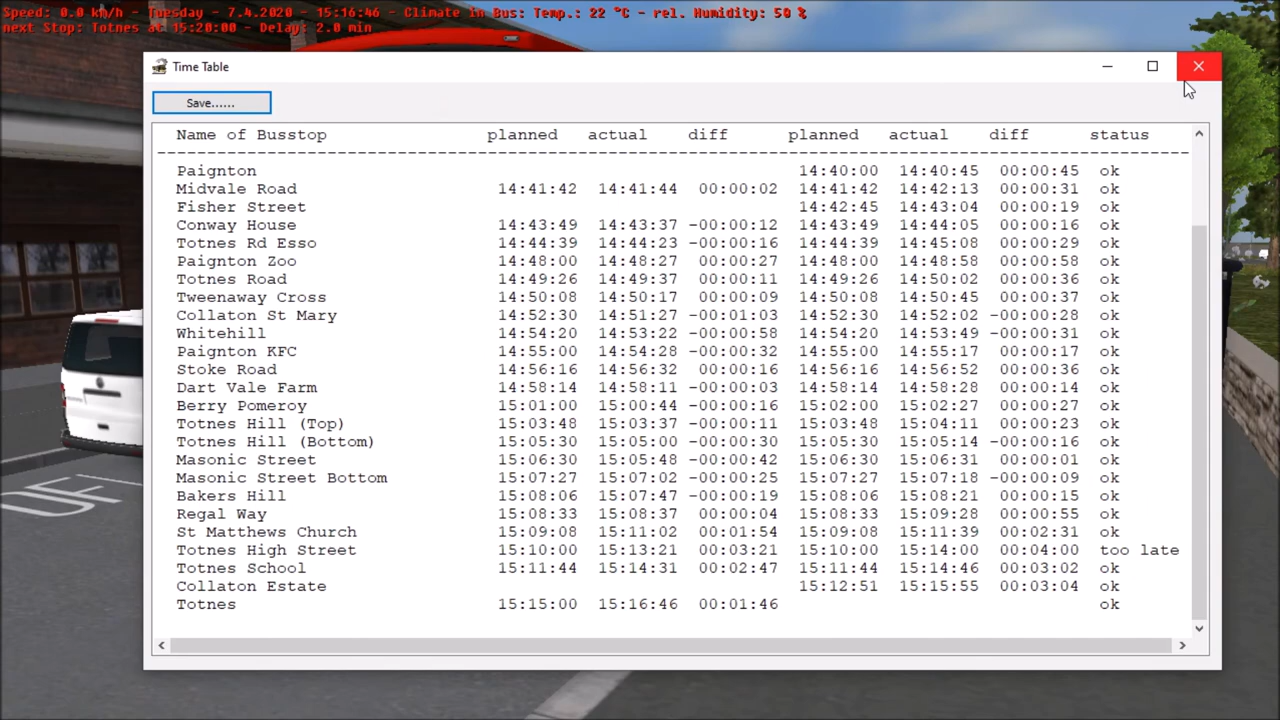 Speed: 0.0 km/h - Tuesday - 7.4.2020 - 15:16:46 - Climate in Bus: Temp.: 22 °C - rel. Humidity: 50 %
next Stop: Totnes at 15:20:00 - Delay: 2.0 min
Time Table
Save......
Name of Busstop planned actual diff planned actual diff status
Paignton 14:40:00 14:40:45 00:00:45 ok
Midvale Road 14:41:42 14:41:44 00:00:02 14:41:42 14:42:13 00:00:31 ok
Fisher Street 14:42:45 14:43:04 00:00:19 ok
Conway House 14:43:49 14:43:37 -00:00:12 14:43:49 14:44:05 00:00:16 ok
Totnes Rd Esso 14:44:39 14:44:23 -00:00:16 14:44:39 14:45:08 00:00:29 ok
Paignton Zoo 14:48:00 14:48:27 00:00:27 14:48:00 14:48:58 00:00:58 ok
Totnes Road 14:49:26 14:49:37 00:00:11 14:49:26 14:50:02 00:00:36 ok
Tweenaway Cross 14:50:08 14:50:17 00:00:09 14:50:08 14:50:45 00:00:37 ok
Collaton St Mary 14:52:30 14:51:27 -00:01:03 14:52:30 14:52:02 -00:00:28 ok
Whitehill 14:54:20 14:53:22 -00:00:58 14:54:20 14:53:49 -00:00:31 ok
Paignton KFC 14:55:00 14:54:28 -00:00:32 14:55:00 14:55:17 00:00:17 ok
Stoke Road 14:56:16 14:56:32 00:00:16 14:56:16 14:56:52 00:00:36 ok
Dart Vale Farm 14:58:14 14:58:11 -00:00:03 14:58:14 14:58:28 00:00:14 ok
Berry Pomeroy 15:01:00 15:00:44 -00:00:16 15:02:00 15:02:27 00:00:27 ok
Totnes Hill (Top) 15:03:48 15:03:37 -00:00:11 15:03:48 15:04:11 00:00:23 ok
Totnes Hill (Bottom) 15:05:30 15:05:00 -00:00:30 15:05:30 15:05:14 -00:00:16 ok
Masonic Street 15:06:30 15:05:48 -00:00:42 15:06:30 15:06:31 00:00:01 ok
Masonic Street Bottom 15:07:27 15:07:02 -00:00:25 15:07:27 15:07:18 -00:00:09 ok
Bakers Hill 15:08:06 15:07:47 -00:00:19 15:08:06 15:08:21 00:00:15 ok
Regal Way 15:08:33 15:08:37 00:00:04 15:08:33 15:09:28 00:00:55 ok
St Matthews Church 15:09:08 15:11:02 00:01:54 15:09:08 15:11:39 00:02:31 ok
Totnes High Street 15:10:00 15:13:21 00:03:21 15:10:00 15:14:00 00:04:00 too late
Totnes School 15:11:44 15:14:31 00:02:47 15:11:44 15:14:46 00:03:02 ok
Collaton Estate 15:12:51 15:15:55 00:03:04 ok
Totnes 15:15:00 15:16:46 00:01:46 ok